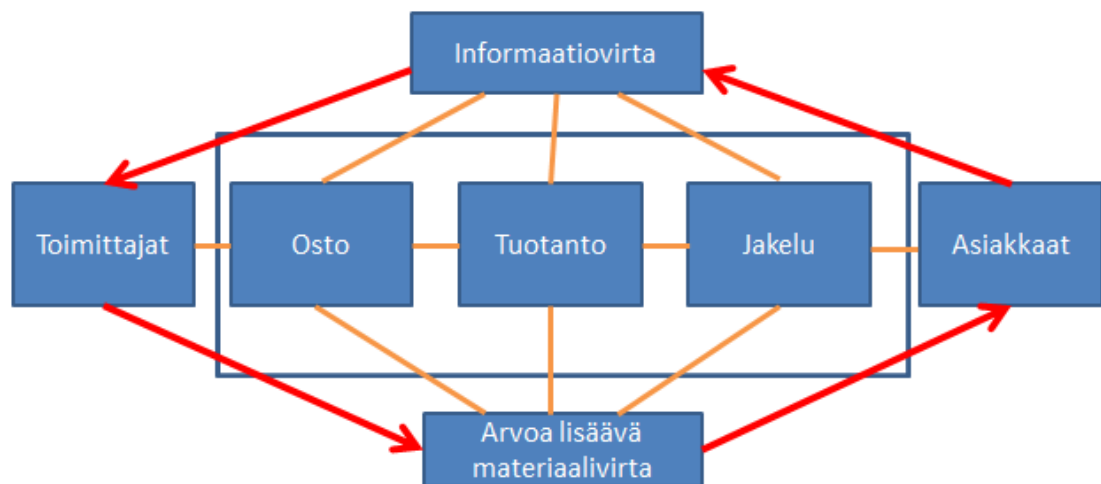 Informaatiovirta
Toimittajat
Osto
Tuotanto
Jakelu
Asiakkaat
Arvoa lisäävä
materiaalivirta